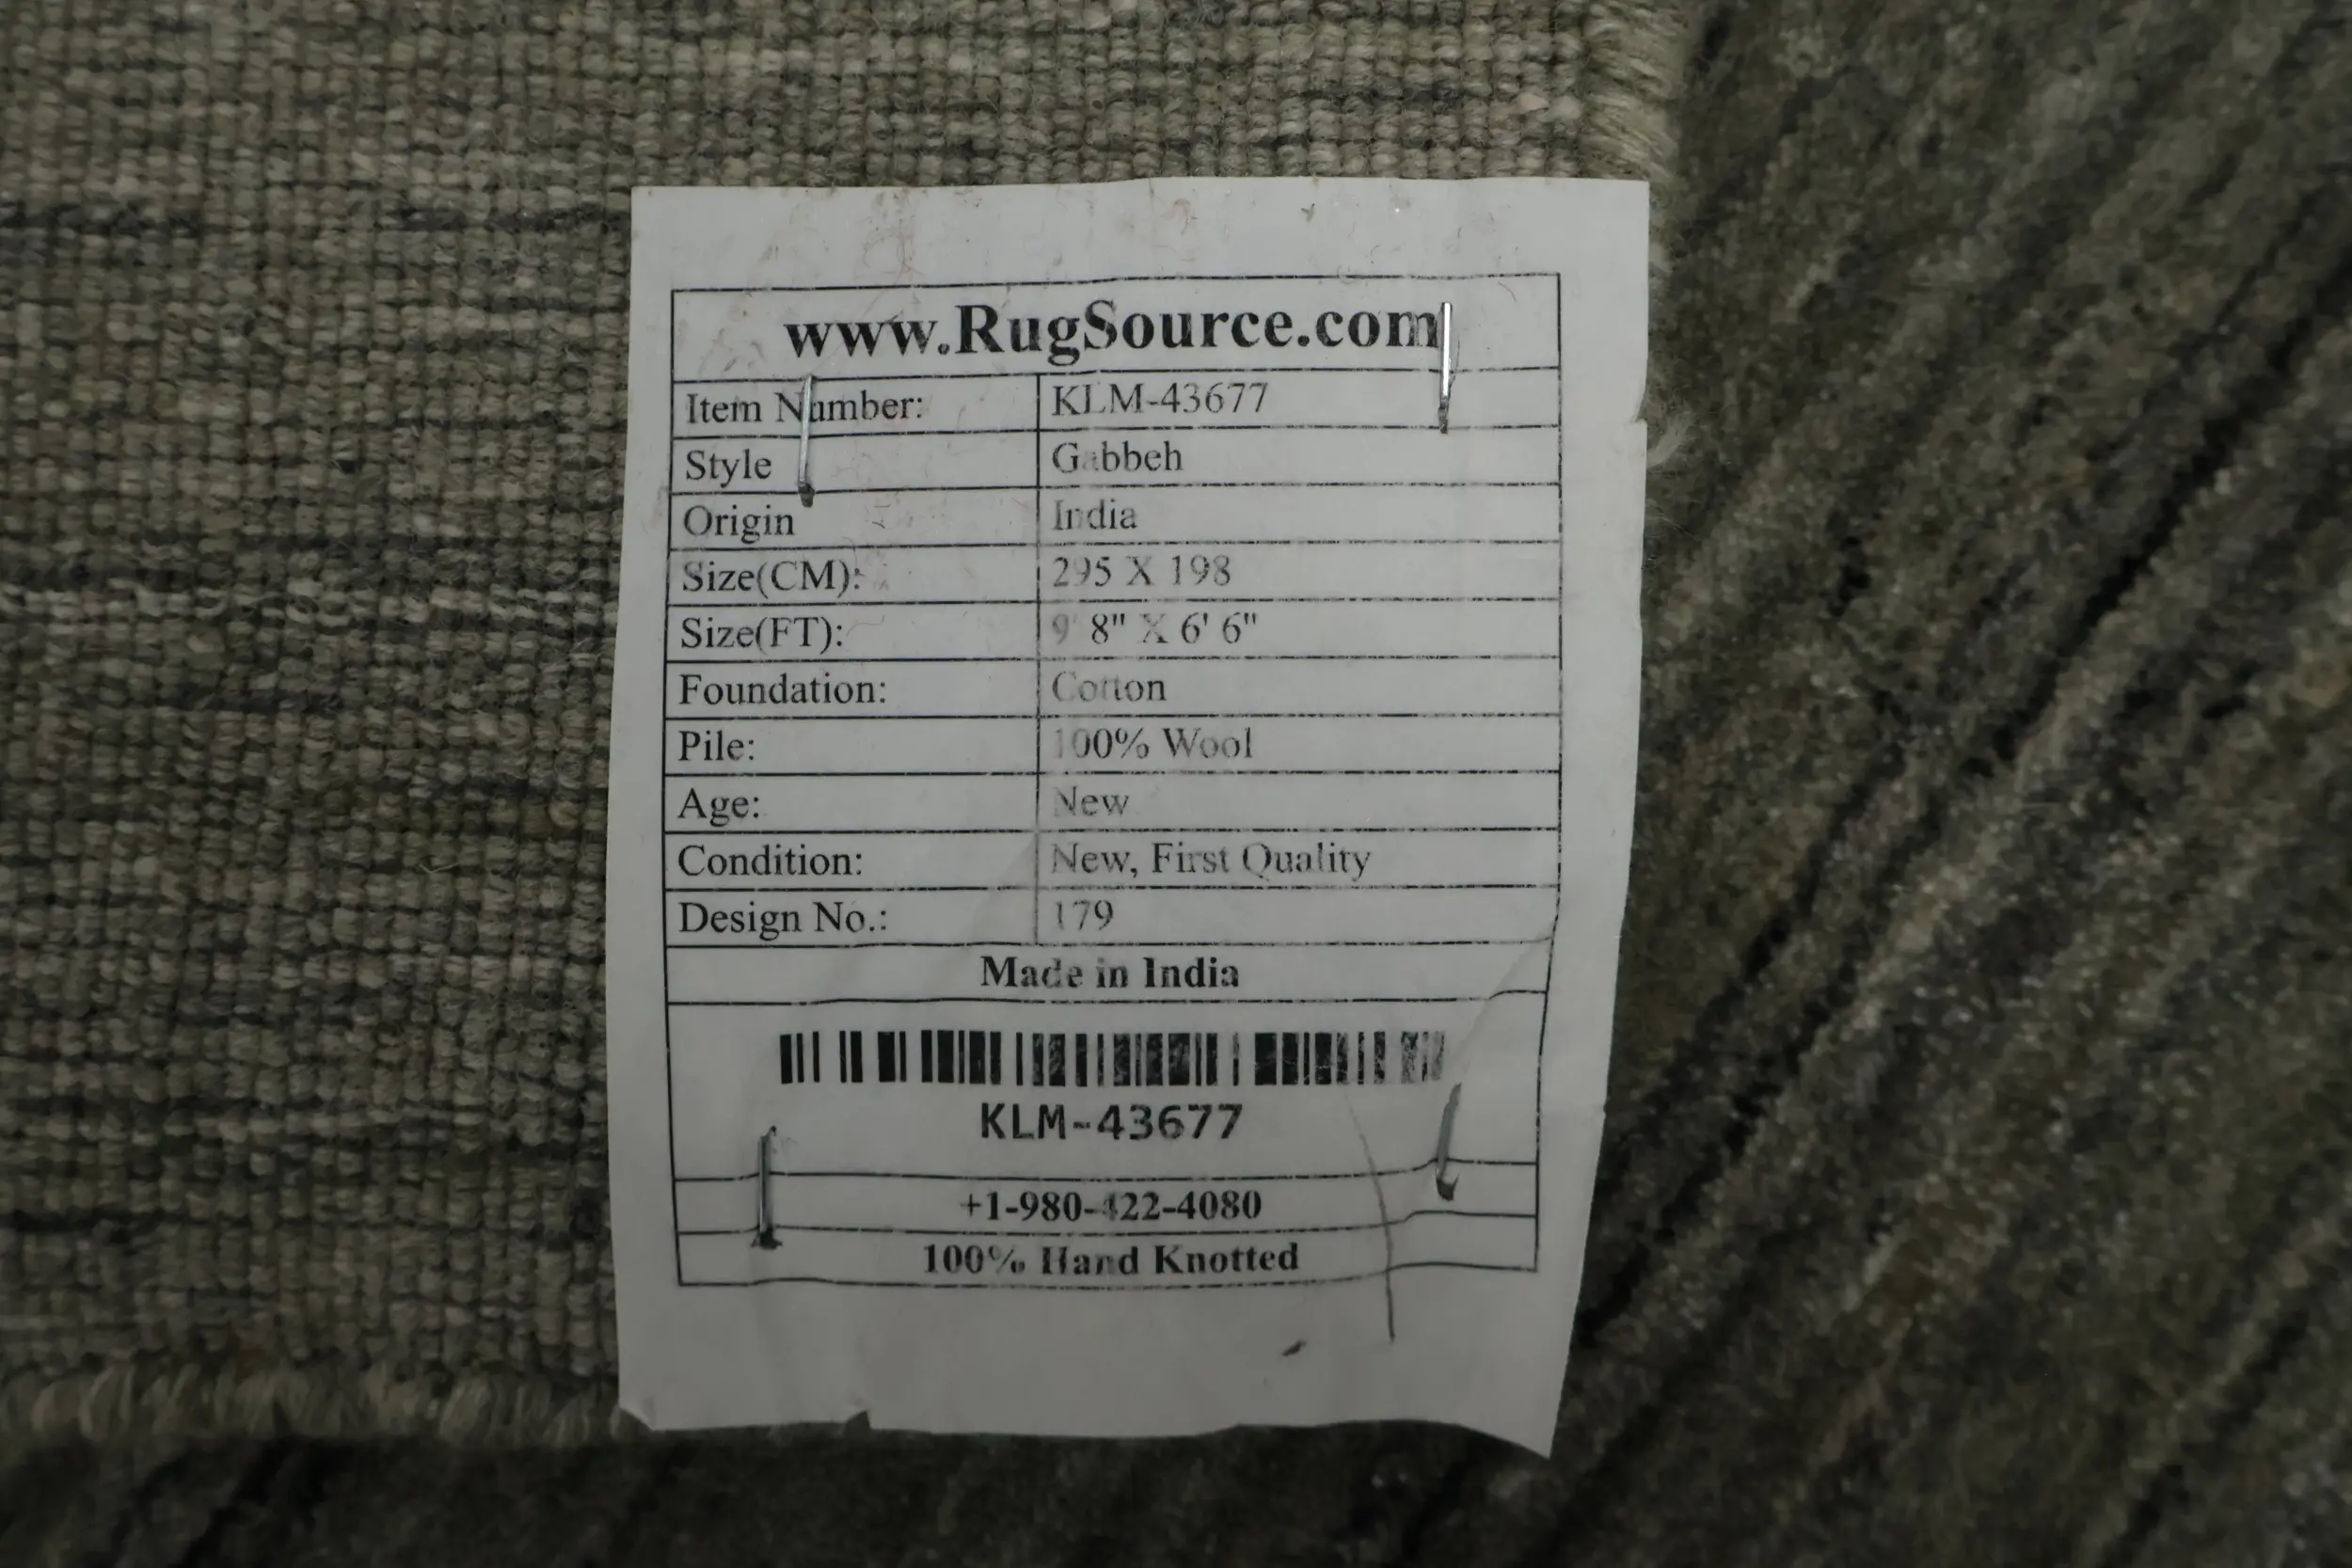 www.RugSource.com
Item Number: KLM-43677
Style Gabbeh
Origin India
Size(CM): 295 X 198
Size(FT): 9' 8" X 6' 6"
Foundation: Cotton
Pile: 100% Wool
Age: New
Condition: New, First Quality
Design No.: 179
Made in India
KLM-43677
+1-980-422-4080
100% Hand Knotted